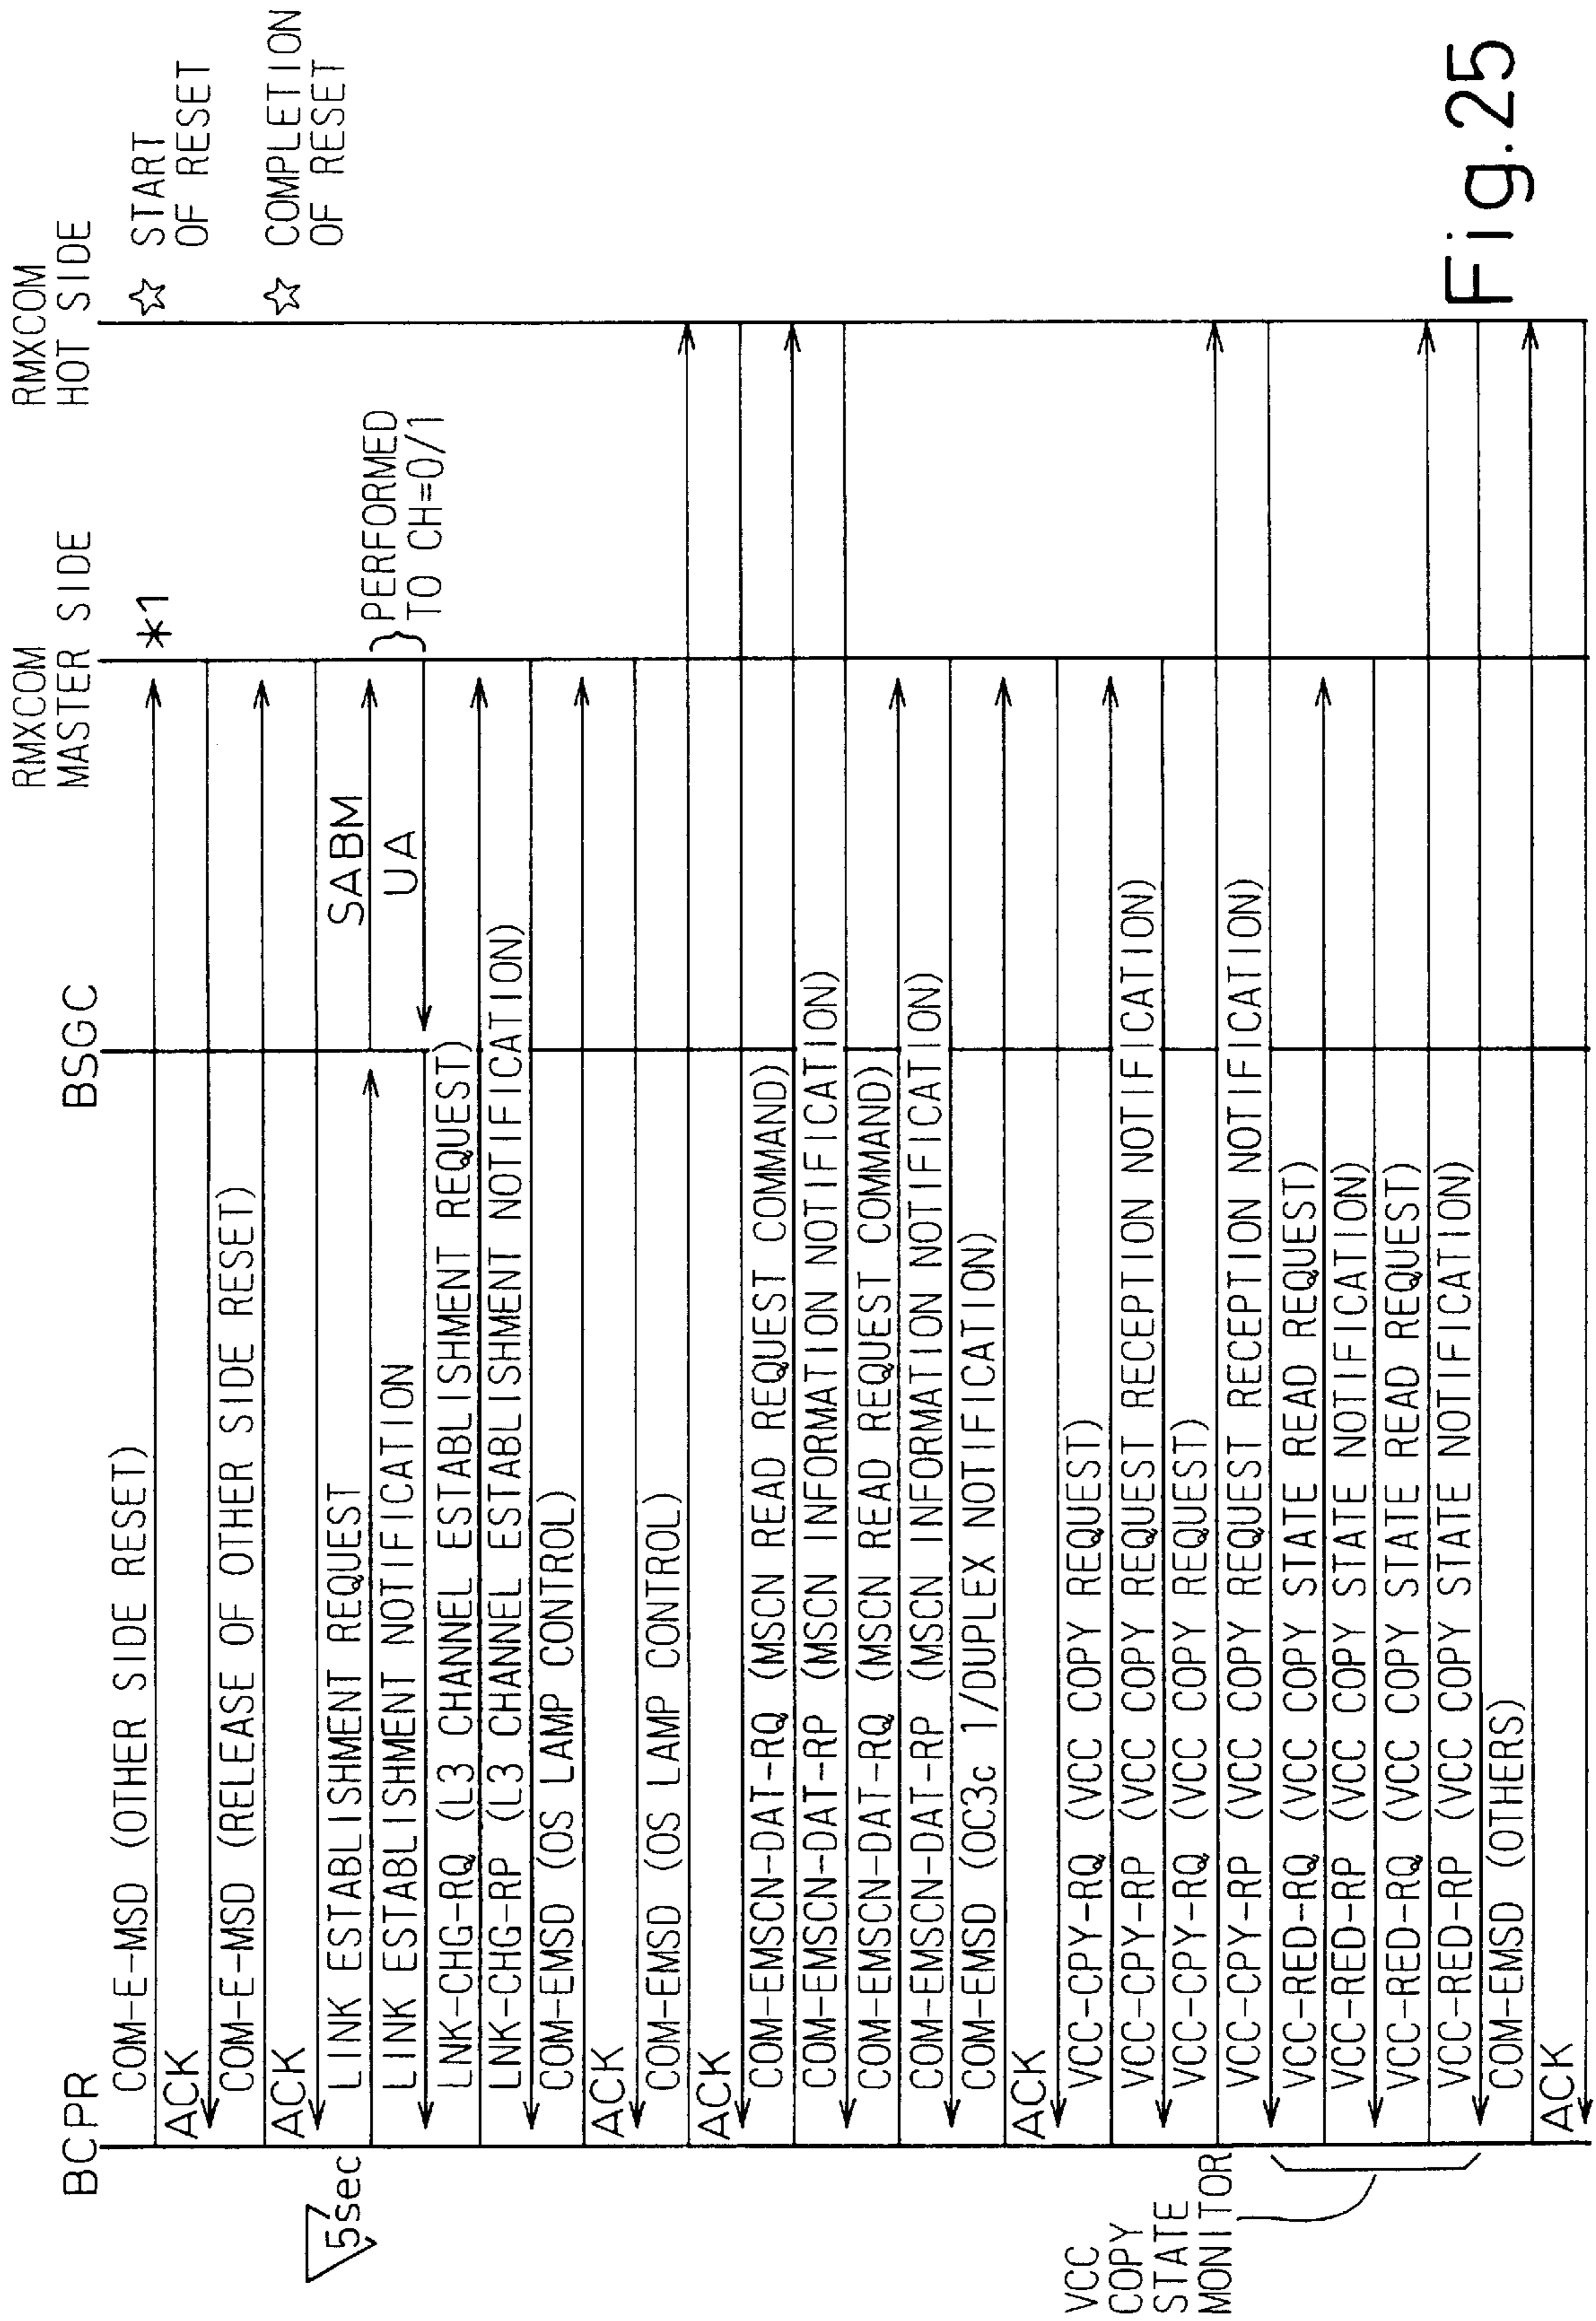 BCPR
BSGC
RMXCOM
MASTER SIDE
RMXCOM
HOT SIDE
COM-E-MSD (OTHER SIDE RESET)
*1
☆ START
OF RESET
ACK
COM-E-MSD (RELEASE OF OTHER SIDE RESET)
☆ COMPLETION
OF RESET
ACK
5sec
LINK ESTABLISHMENT REQUEST
SABM
LINK ESTABLISHMENT NOTIFICATION
UA
} PERFORMED
TO CH=0/1
LNK-CHG-RQ (L3 CHANNEL ESTABLISHMENT REQUEST)
LNK-CHG-RP (L3 CHANNEL ESTABLISHMENT NOTIFICATION)
COM-EMSD (OS LAMP CONTROL)
ACK
COM-EMSD (OS LAMP CONTROL)
ACK
COM-EMSCN-DAT-RQ (MSCN READ REQUEST COMMAND)
COM-EMSCN-DAT-RP (MSCN INFORMATION NOTIFICATION)
COM-EMSCN-DAT-RQ (MSCN READ REQUEST COMMAND)
COM-EMSCN-DAT-RP (MSCN INFORMATION NOTIFICATION)
COM-EMSD (OC3c 1/DUPLEX NOTIFICATION)
ACK
VCC-CPY-RQ (VCC COPY REQUEST)
VCC-CPY-RP (VCC COPY REQUEST RECEPTION NOTIFICATION)
VCC-CPY-RQ (VCC COPY REQUEST)
VCC-CPY-RP (VCC COPY REQUEST RECEPTION NOTIFICATION)
VCC
COPY
STATE
MONITOR
VCC-RED-RQ (VCC COPY STATE READ REQUEST)
VCC-RED-RP (VCC COPY STATE NOTIFICATION)
VCC-RED-RQ (VCC COPY STATE READ REQUEST)
VCC-RED-RP (VCC COPY STATE NOTIFICATION)
COM-EMSD (OTHERS)
ACK
Fig.25